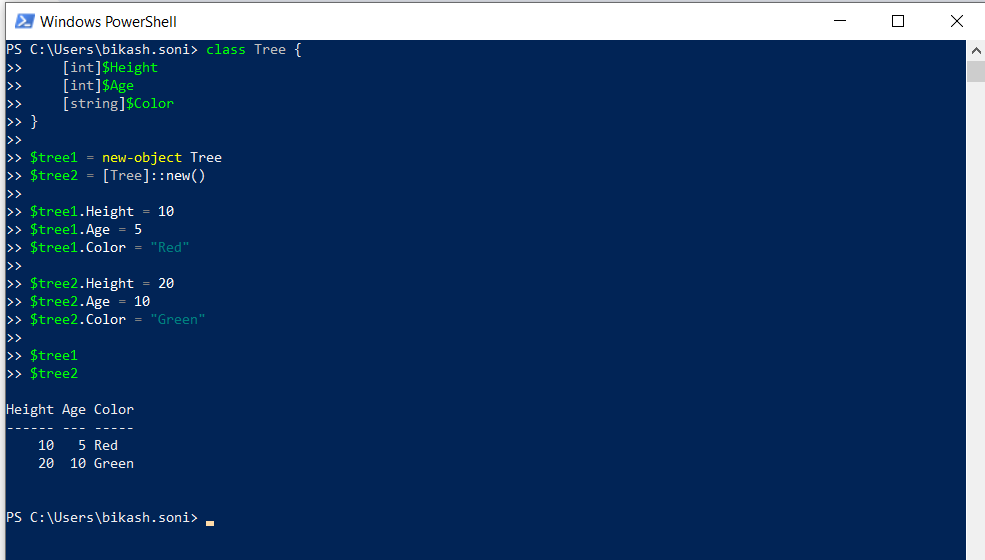 Windows PowerShell
PS C:\Users\bikash.soni> class Tree {
>>     [int]$Height
>>     [int]$Age
>>     [string]$Color
>> }
>>
>> $tree1 = new-object Tree
>> $tree2 = [Tree]::new()
>>
>> $tree1.Height = 10
>> $tree1.Age = 5
>> $tree1.Color = "Red"
>>
>> $tree2.Height = 20
>> $tree2.Age = 10
>> $tree2.Color = "Green"
>>
>> $tree1
>> $tree2

Height Age Color
------ --- -----
    10   5 Red
    20  10 Green


PS C:\Users\bikash.soni>